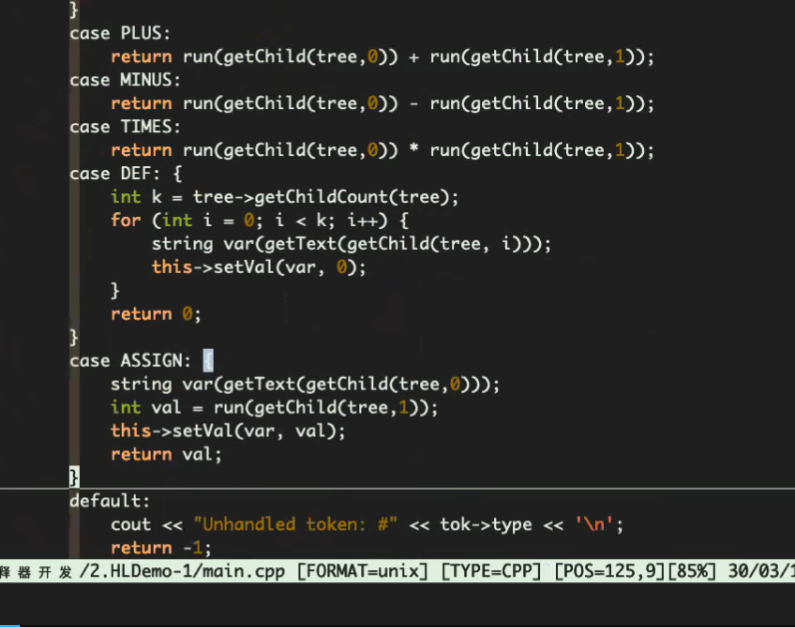 }
case PLUS:
    return run(getChild(tree,0)) + run(getChild(tree,1));
case MINUS:
    return run(getChild(tree,0)) - run(getChild(tree,1));
case TIMES:
    return run(getChild(tree,0)) * run(getChild(tree,1));
case DEF: {
    int k = tree->getChildCount(tree);
    for (int i = 0; i < k; i++) {
        string var(getText(getChild(tree, i)));
        this->setVal(var, 0);
    }
    return 0;
}
case ASSIGN: {
    string var(getText(getChild(tree,0)));
    int val = run(getChild(tree,1));
    this->setVal(var, val);
    return val;
}
default:
    cout << "Unhandled token: #" << tok->type << '\n';
    return -1;
释器开发/2.HLDemo-1/main.cpp [FORMAT=unix] [TYPE=CPP] [POS=125,9][85%] 30/03/1